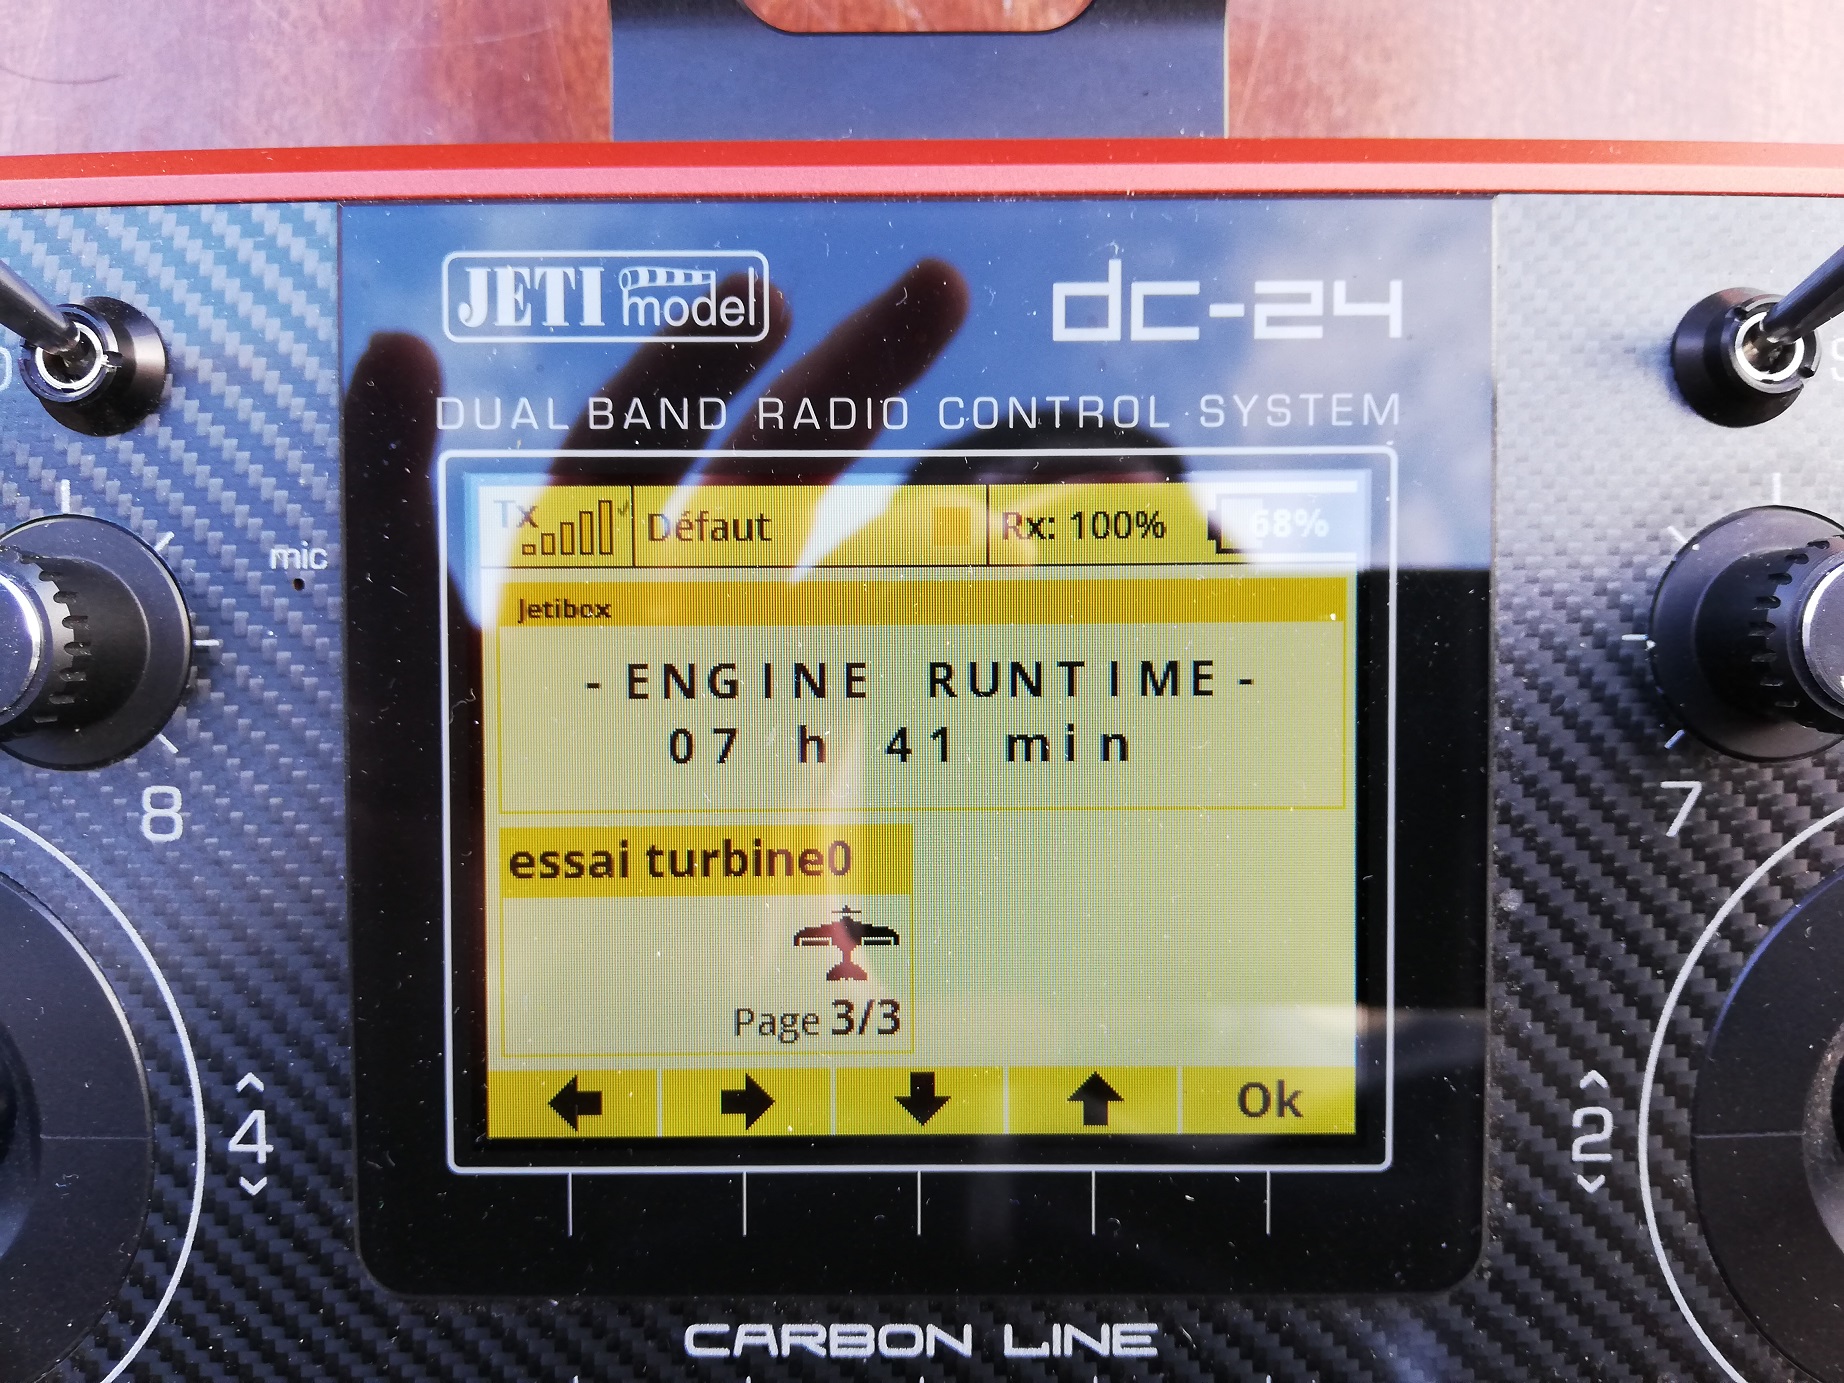 JETI model
dc-24
DUAL BAND RADIO CONTROL SYSTEM
Tx
Défaut
Rx: 100%
68%
mic
Jetibox
-ENGINE RUNTIME-
07 h 41 min
8
7
essai turbine0
Page 3/3
4
2
Ok
CARBON LINE